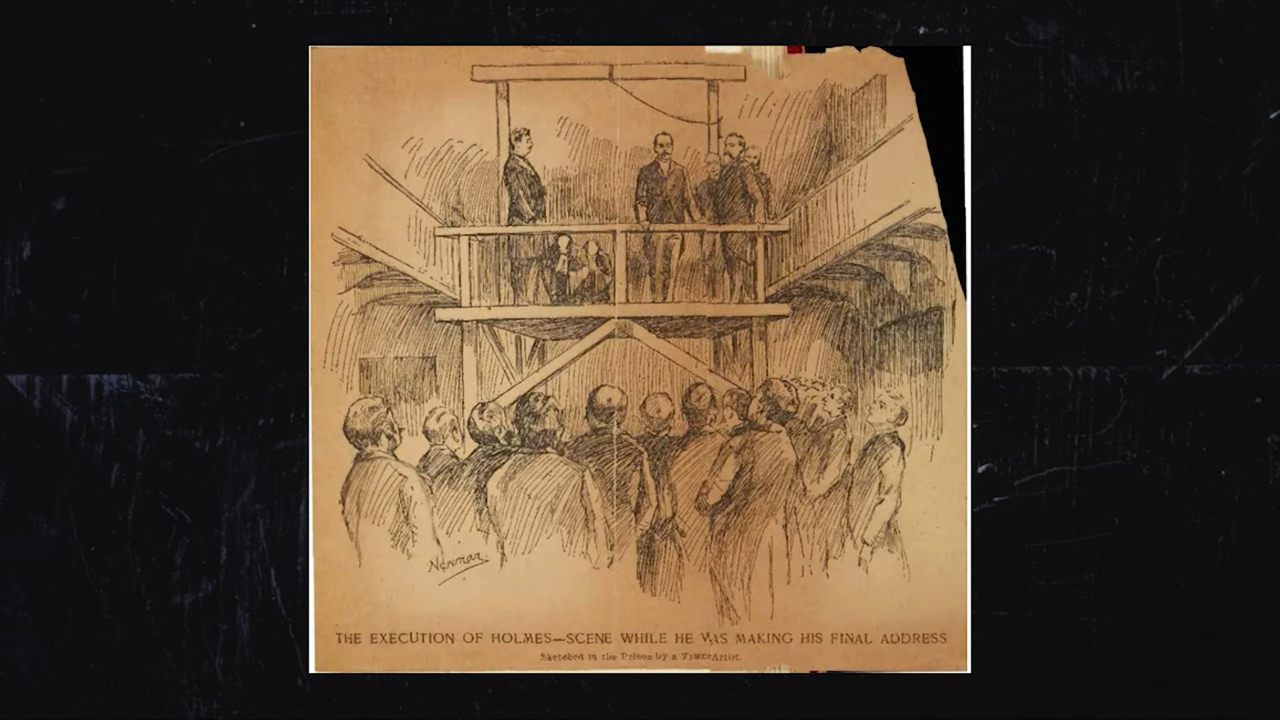 Newman
THE EXECUTION OF HOLMES—SCENE WHILE HE WAS MAKING HIS FINAL ADDRESS
Sketched in the Prison by a Times Artist.